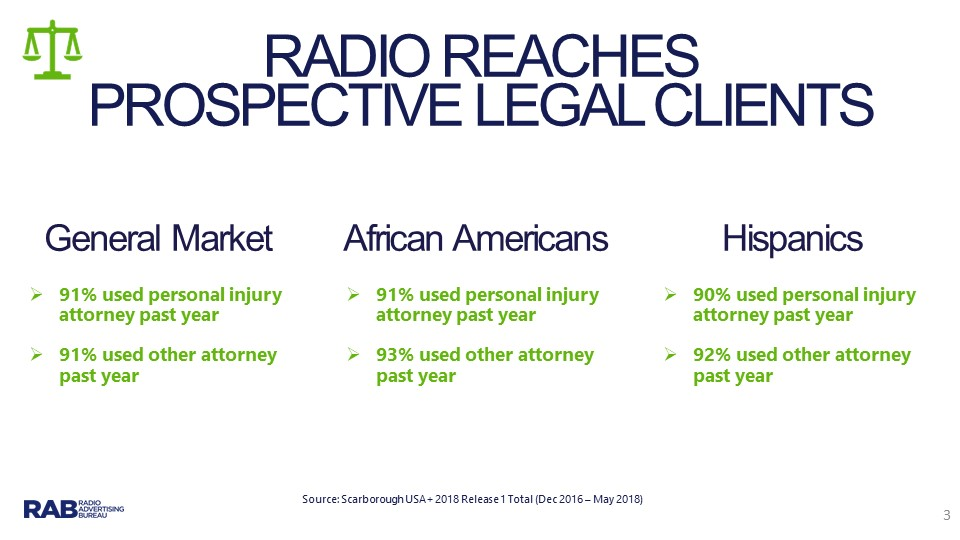 RADIO REACHES
PROSPECTIVE LEGAL CLIENTS
General Market
➢ 91% used personal injury
attorney past year
➢ 91% used other attorney
past year
African Americans
➢ 91% used personal injury
attorney past year
➢ 93% used other attorney
past year
Hispanics
➢ 90% used personal injury
attorney past year
➢ 92% used other attorney
past year
Source: Scarborough USA+ 2018 Release 1 Total (Dec 2016 – May 2018)
RAB RADIO
ADVERTISING
BUREAU
3